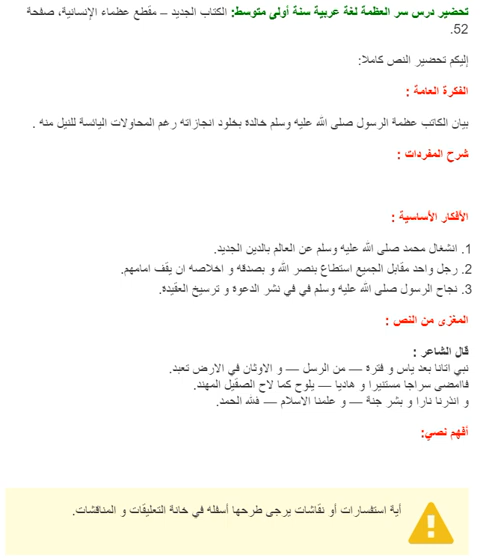 تحضير درس سر العظمة لغة عربية سنة أولى متوسط: الكتاب الجديد – مقطع عظماء الإنسانية، صفحة
52.
إليكم تحضير النص كاملا:
الفكرة العامة :
بيان الكاتب عظمة الرسول صلى الله عليه وسلم خالدة بخلود انجازاته رغم المحاولات اليائسة للنيل منه .
شرح المفردات :
الأفكار الأساسية :
1. انشغال محمد صلى الله عليه وسلم عن العالم بالدين الجديد.
2. رجل واحد مقابل الجميع استطاع بنصر الله و بصدقه و اخلاصه ان يقف امامهم.
3. نجاح الرسول صلى الله عليه وسلم في في نشر الدعوة و ترسيخ العقيدة.
المغزى من النص :
قال الشاعر :
نبي اتانا بعد ياس و فترة — من الرسل — و الاوثان في الارض تعبد.
فاامضى سراجا مستنيرا و هاديا — يلوح كما لاح الصقيل المهند.
و انذرنا نارا و بشر جنة — و علمنا الاسلام — فلله الحمد.
أفهم نصي:
أية استفسارات أو نقاشات يرجى طرحها أسفله في خانة التعليقات و المناقشات.